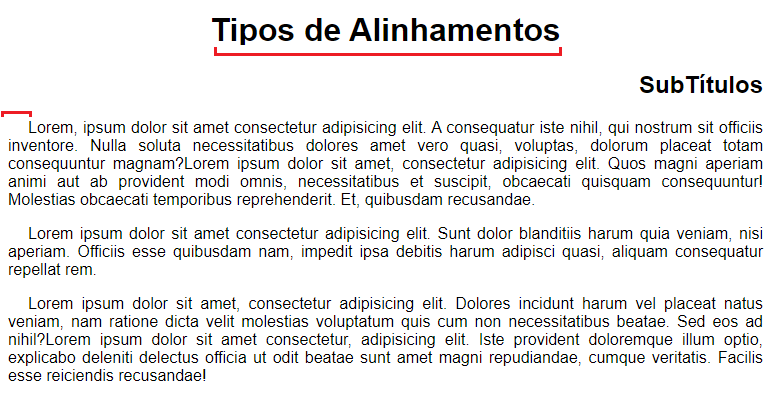 Tipos de Alinhamentos
SubTítulos
Lorem, ipsum dolor sit amet consectetur adipisicing elit. A consequatur iste nihil, qui nostrum sit officiis
inventore. Nulla soluta necessitatibus dolores amet vero quasi, voluptas, dolorum placeat totam
consequuntur magnam?Lorem ipsum dolor sit amet, consectetur adipisicing elit. Quos magni aperiam
animi aut ab provident modi omnis, necessitatibus et suscipit, obcaecati quisquam consequuntur!
Molestias obcaecati temporibus reprehenderit. Et, quibusdam recusandae.
Lorem ipsum dolor sit amet consectetur adipisicing elit. Sunt dolor blanditiis harum quia veniam, nisi
aperiam. Officiis esse quibusdam nam, impedit ipsa debitis harum adipisci quasi, aliquam consequatur
repellat rem.
Lorem ipsum dolor sit amet, consectetur adipisicing elit. Dolores incidunt harum vel placeat natus
veniam, nam ratione dicta velit molestias voluptatum quis cum non necessitatibus beatae. Sed eos ad
nihil?Lorem ipsum dolor sit amet consectetur, adipisicing elit. Iste provident doloremque illum optio,
explicabo deleniti delectus officia ut odit beatae sunt amet magni repudiandae, cumque veritatis. Facilis
esse reiciendis recusandae!